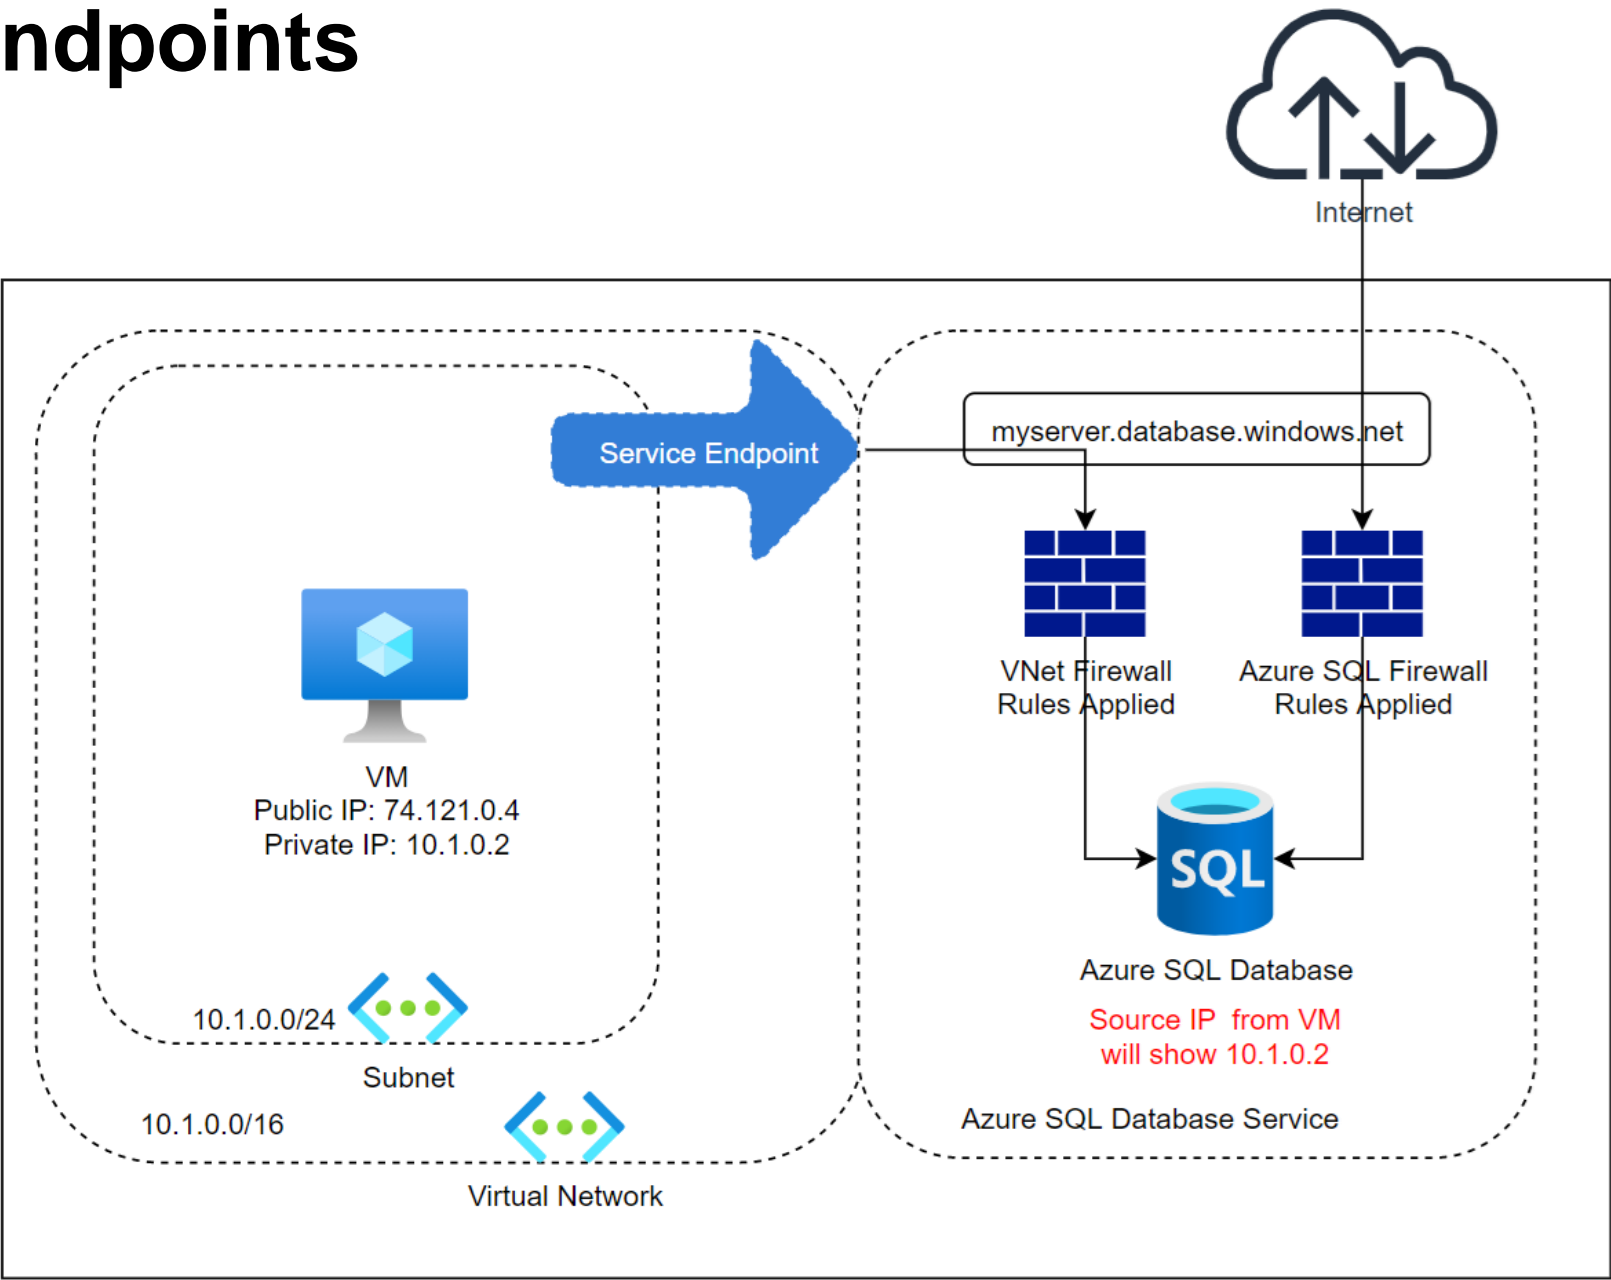 ndpoints
Internet
myserver.database.windows.net
Service Endpoint
VNet Firewall
Rules Applied
Azure SQL Firewall
Rules Applied
VM
Public IP: 74.121.0.4
Private IP: 10.1.0.2
SQL
Azure SQL Database
Source IP  from VM
will show 10.1.0.2
10.1.0.0/24
Subnet
10.1.0.0/16
Azure SQL Database Service
Virtual Network